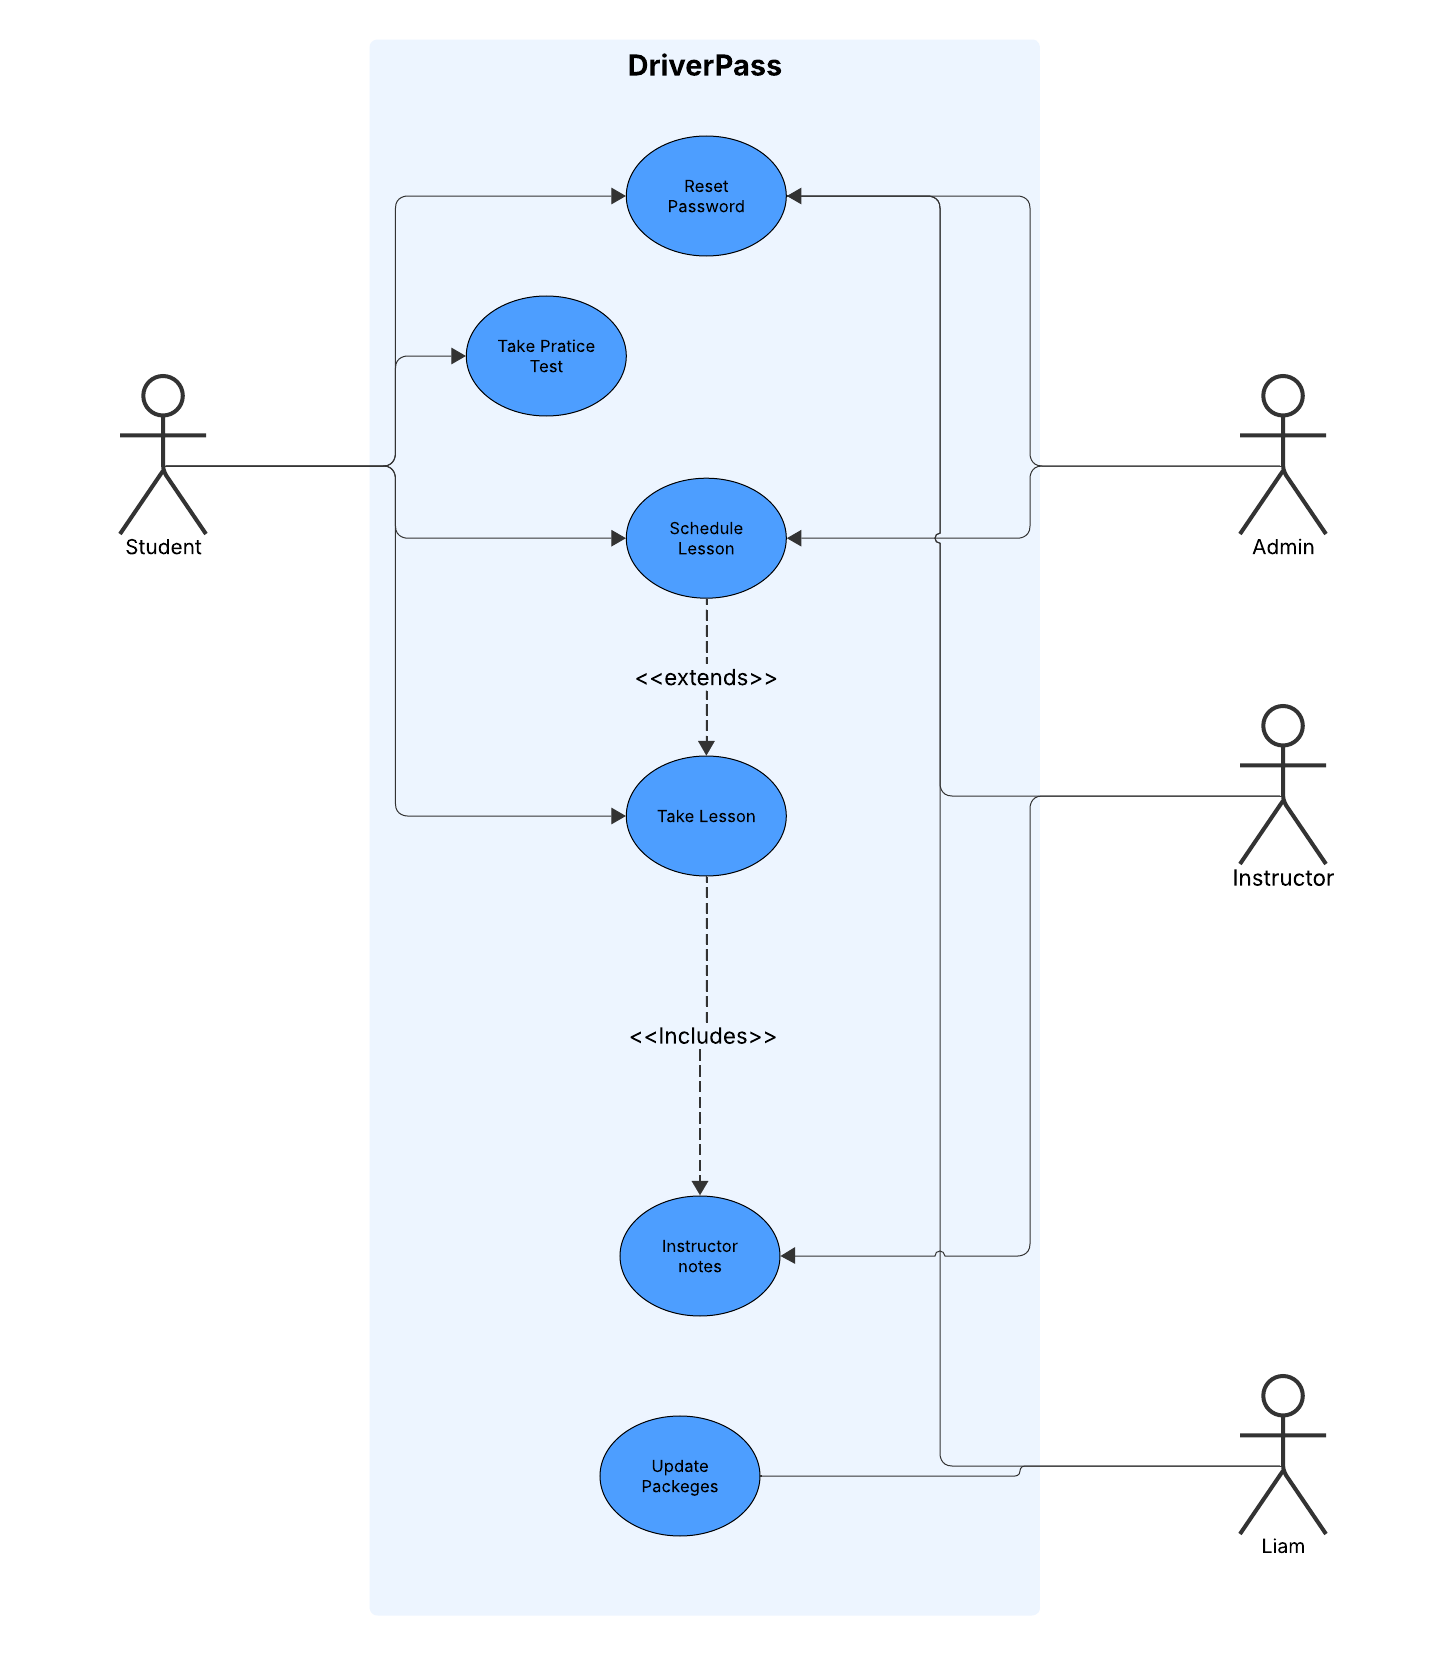 DriverPass
Reset
Password
Take Pratice
Test
Student
Schedule
Lesson
Admin
<<extends>>
Take Lesson
Instructor
<<Includes>>
Instructor
notes
Update
Packeges
Liam